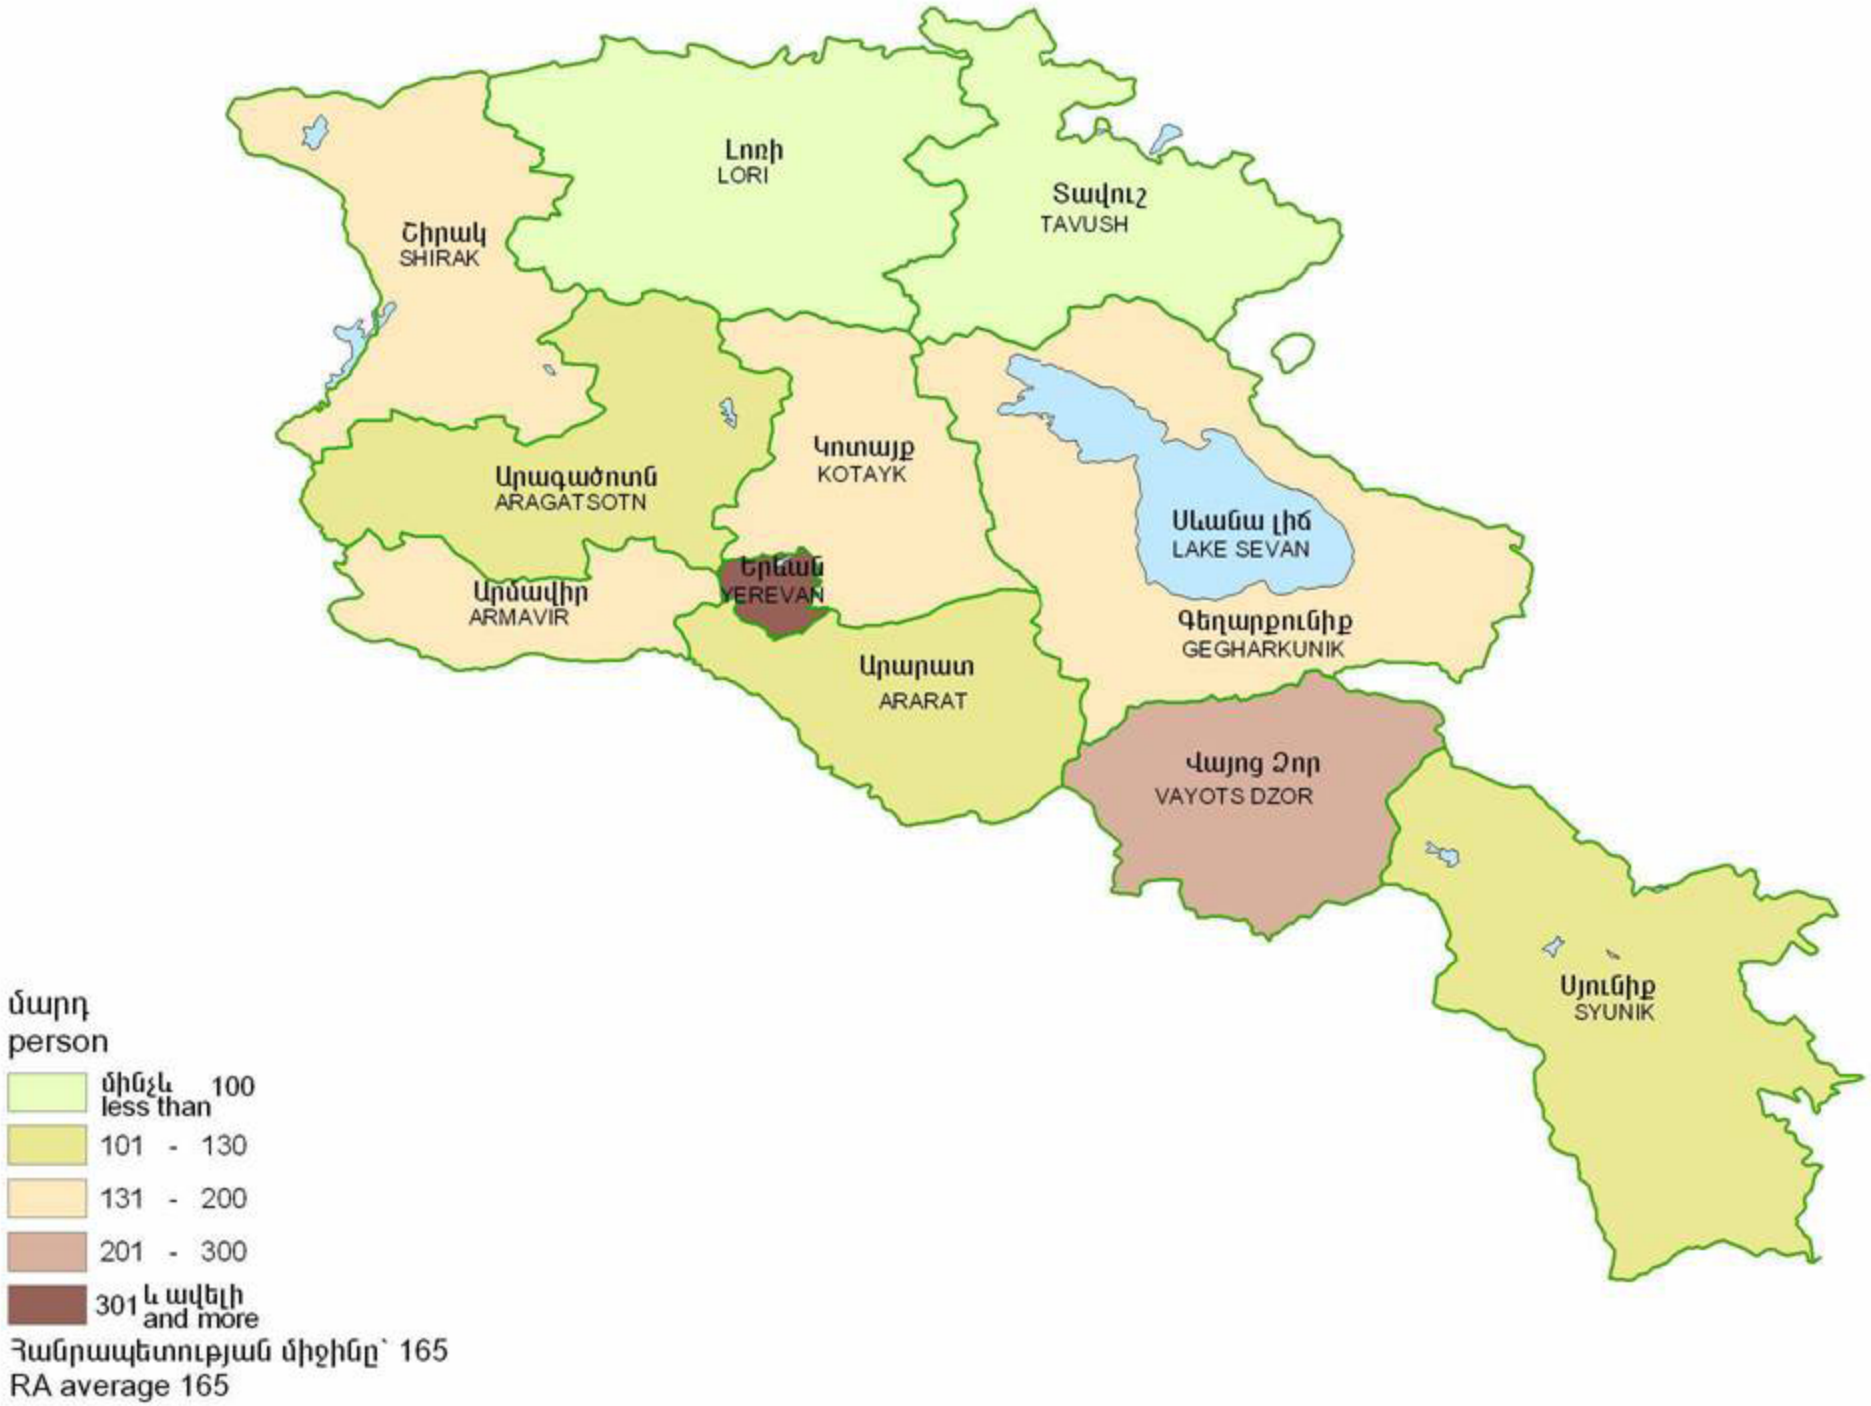 Լոռի
LORI
Տավուշ
TAVUSH
Շիրակ
SHIRAK
Կոտայք
KOTAYK
Արագածոտն
ARAGATSOTN
Սևանա լիճ
LAKE SEVAN
Երևան
YEREVAN
Արմավիր
ARMAVIR
Գեղարքունիք
GEGHARKUNIK
Արարատ
ARARAT
Վայոց Ձոր
VAYOTS DZOR
Սյունիք
SYUNIK
մարդ
person
մինչև 100
less than
101 - 130
131 - 200
201 - 300
301 և ավելի
and more
Հանրապետության միջինը՝ 165
RA average 165